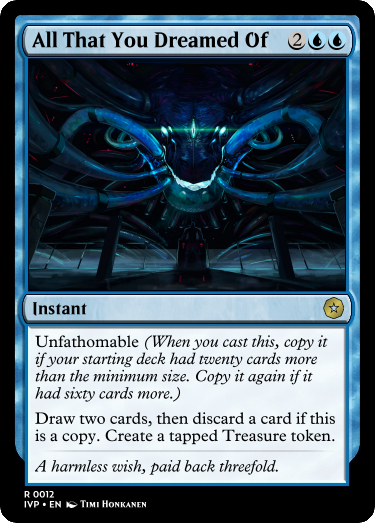 All That You Dreamed Of 2
Instant
Unfathomable (When you cast this, copy it
if your starting deck had twenty cards more
than the minimum size. Copy it again if it
had sixty cards more.)
Draw two cards, then discard a card if this
is a copy. Create a tapped Treasure token.
A harmless wish, paid back threefold.
R 0012
IVP • EN Timi Honkanen